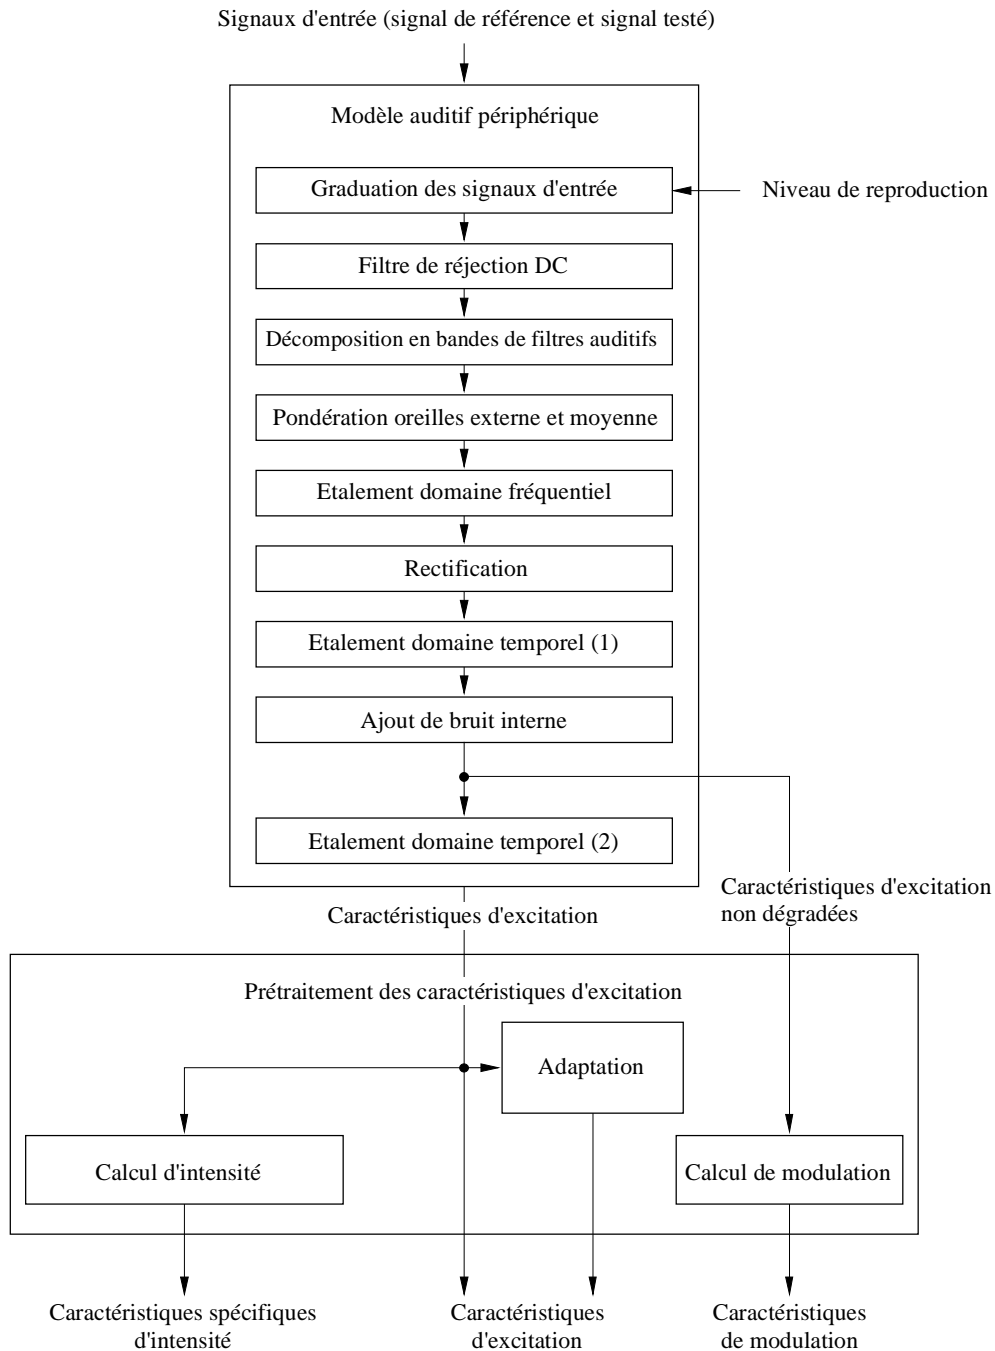 Signaux d'entrée (signal de référence et signal testé)
Modèle auditif périphérique
Graduation des signaux d'entrée
Niveau de reproduction
Filtre de réjection DC
Décomposition en bandes de filtres auditifs
Pondération oreilles externe et moyenne
Etalement domaine fréquentiel
Rectification
Etalement domaine temporel (1)
Ajout de bruit interne
Etalement domaine temporel (2)
Caractéristiques d'excitation
non dégradées
Caractéristiques d'excitation
Prétraitement des caractéristiques d'excitation
Adaptation
Calcul d'intensité
Calcul de modulation
Caractéristiques spécifiques
d'intensité
Caractéristiques
d'excitation
Caractéristiques
de modulation